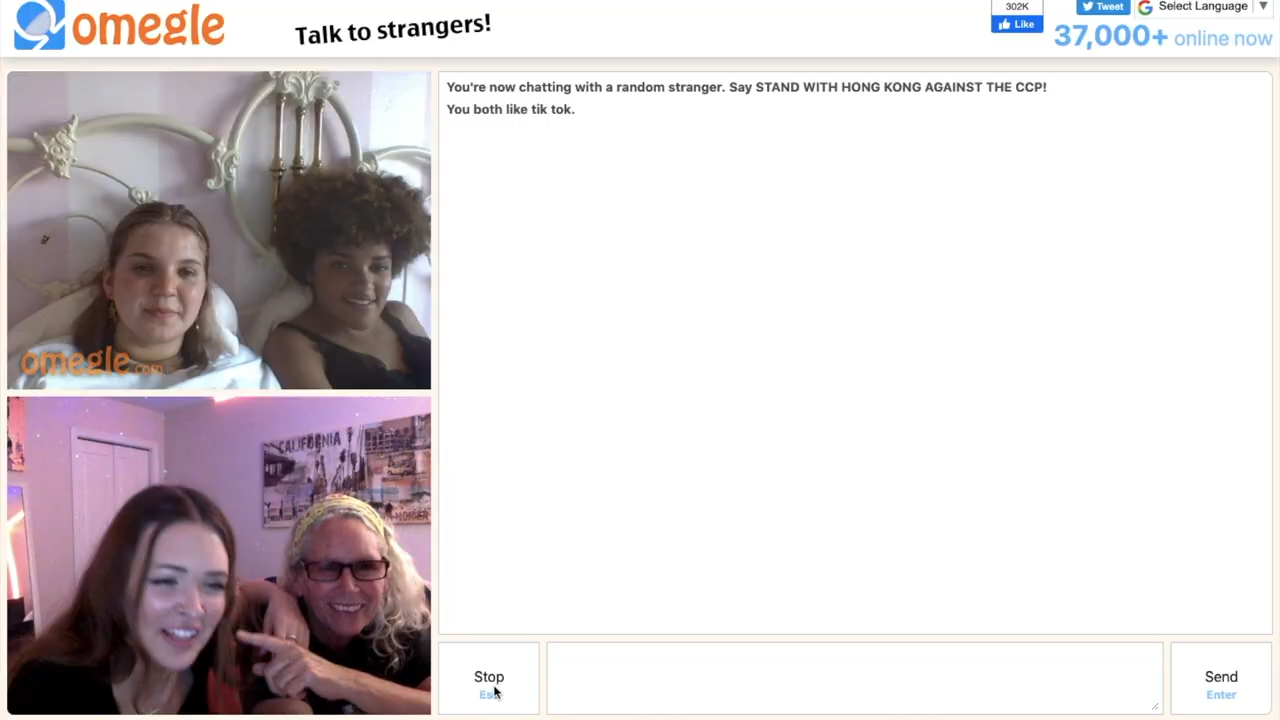 omegle
Talk to strangers!
302K
Like
Tweet
Select Language
37,000+ online now
You're now chatting with a random stranger. Say STAND WITH HONG KONG AGAINST THE CCP!
You both like tik tok.
omegle.com
CALIFORNIA
Stop
Send
Enter